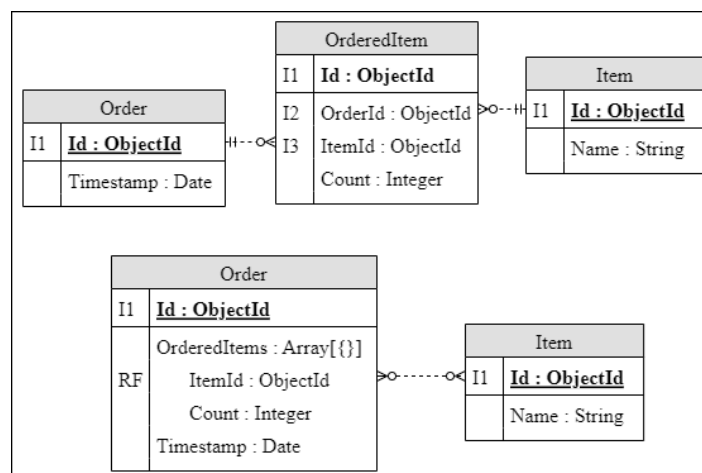 OrderedItem
I1 Id : ObjectId
I2 OrderId : ObjectId
I3 ItemId : ObjectId
Count : Integer
Order
I1 Id : ObjectId
Timestamp : Date
Item
I1 Id : ObjectId
Name : String
Order
I1 Id : ObjectId
OrderedItems : Array[{}]
RF ItemId : ObjectId
Count : Integer
Timestamp : Date
Item
I1 Id : ObjectId
Name : String